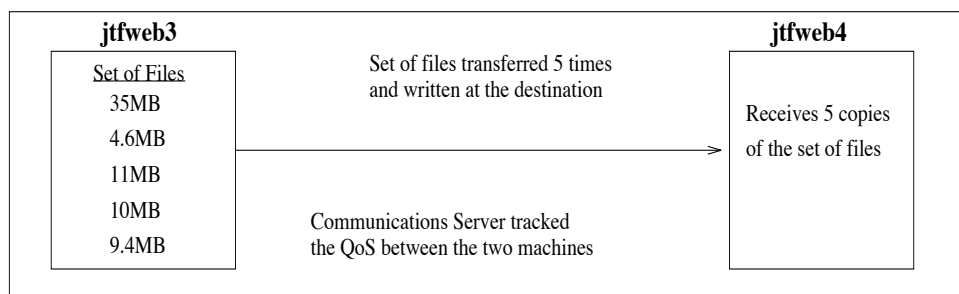 jtfweb3
Set of Files
35MB
4.6MB
11MB
10MB
9.4MB
Set of files transferred 5 times
and written at the destination
Communications Server tracked
the QoS between the two machines
jtfweb4
Receives 5 copies
of the set of files